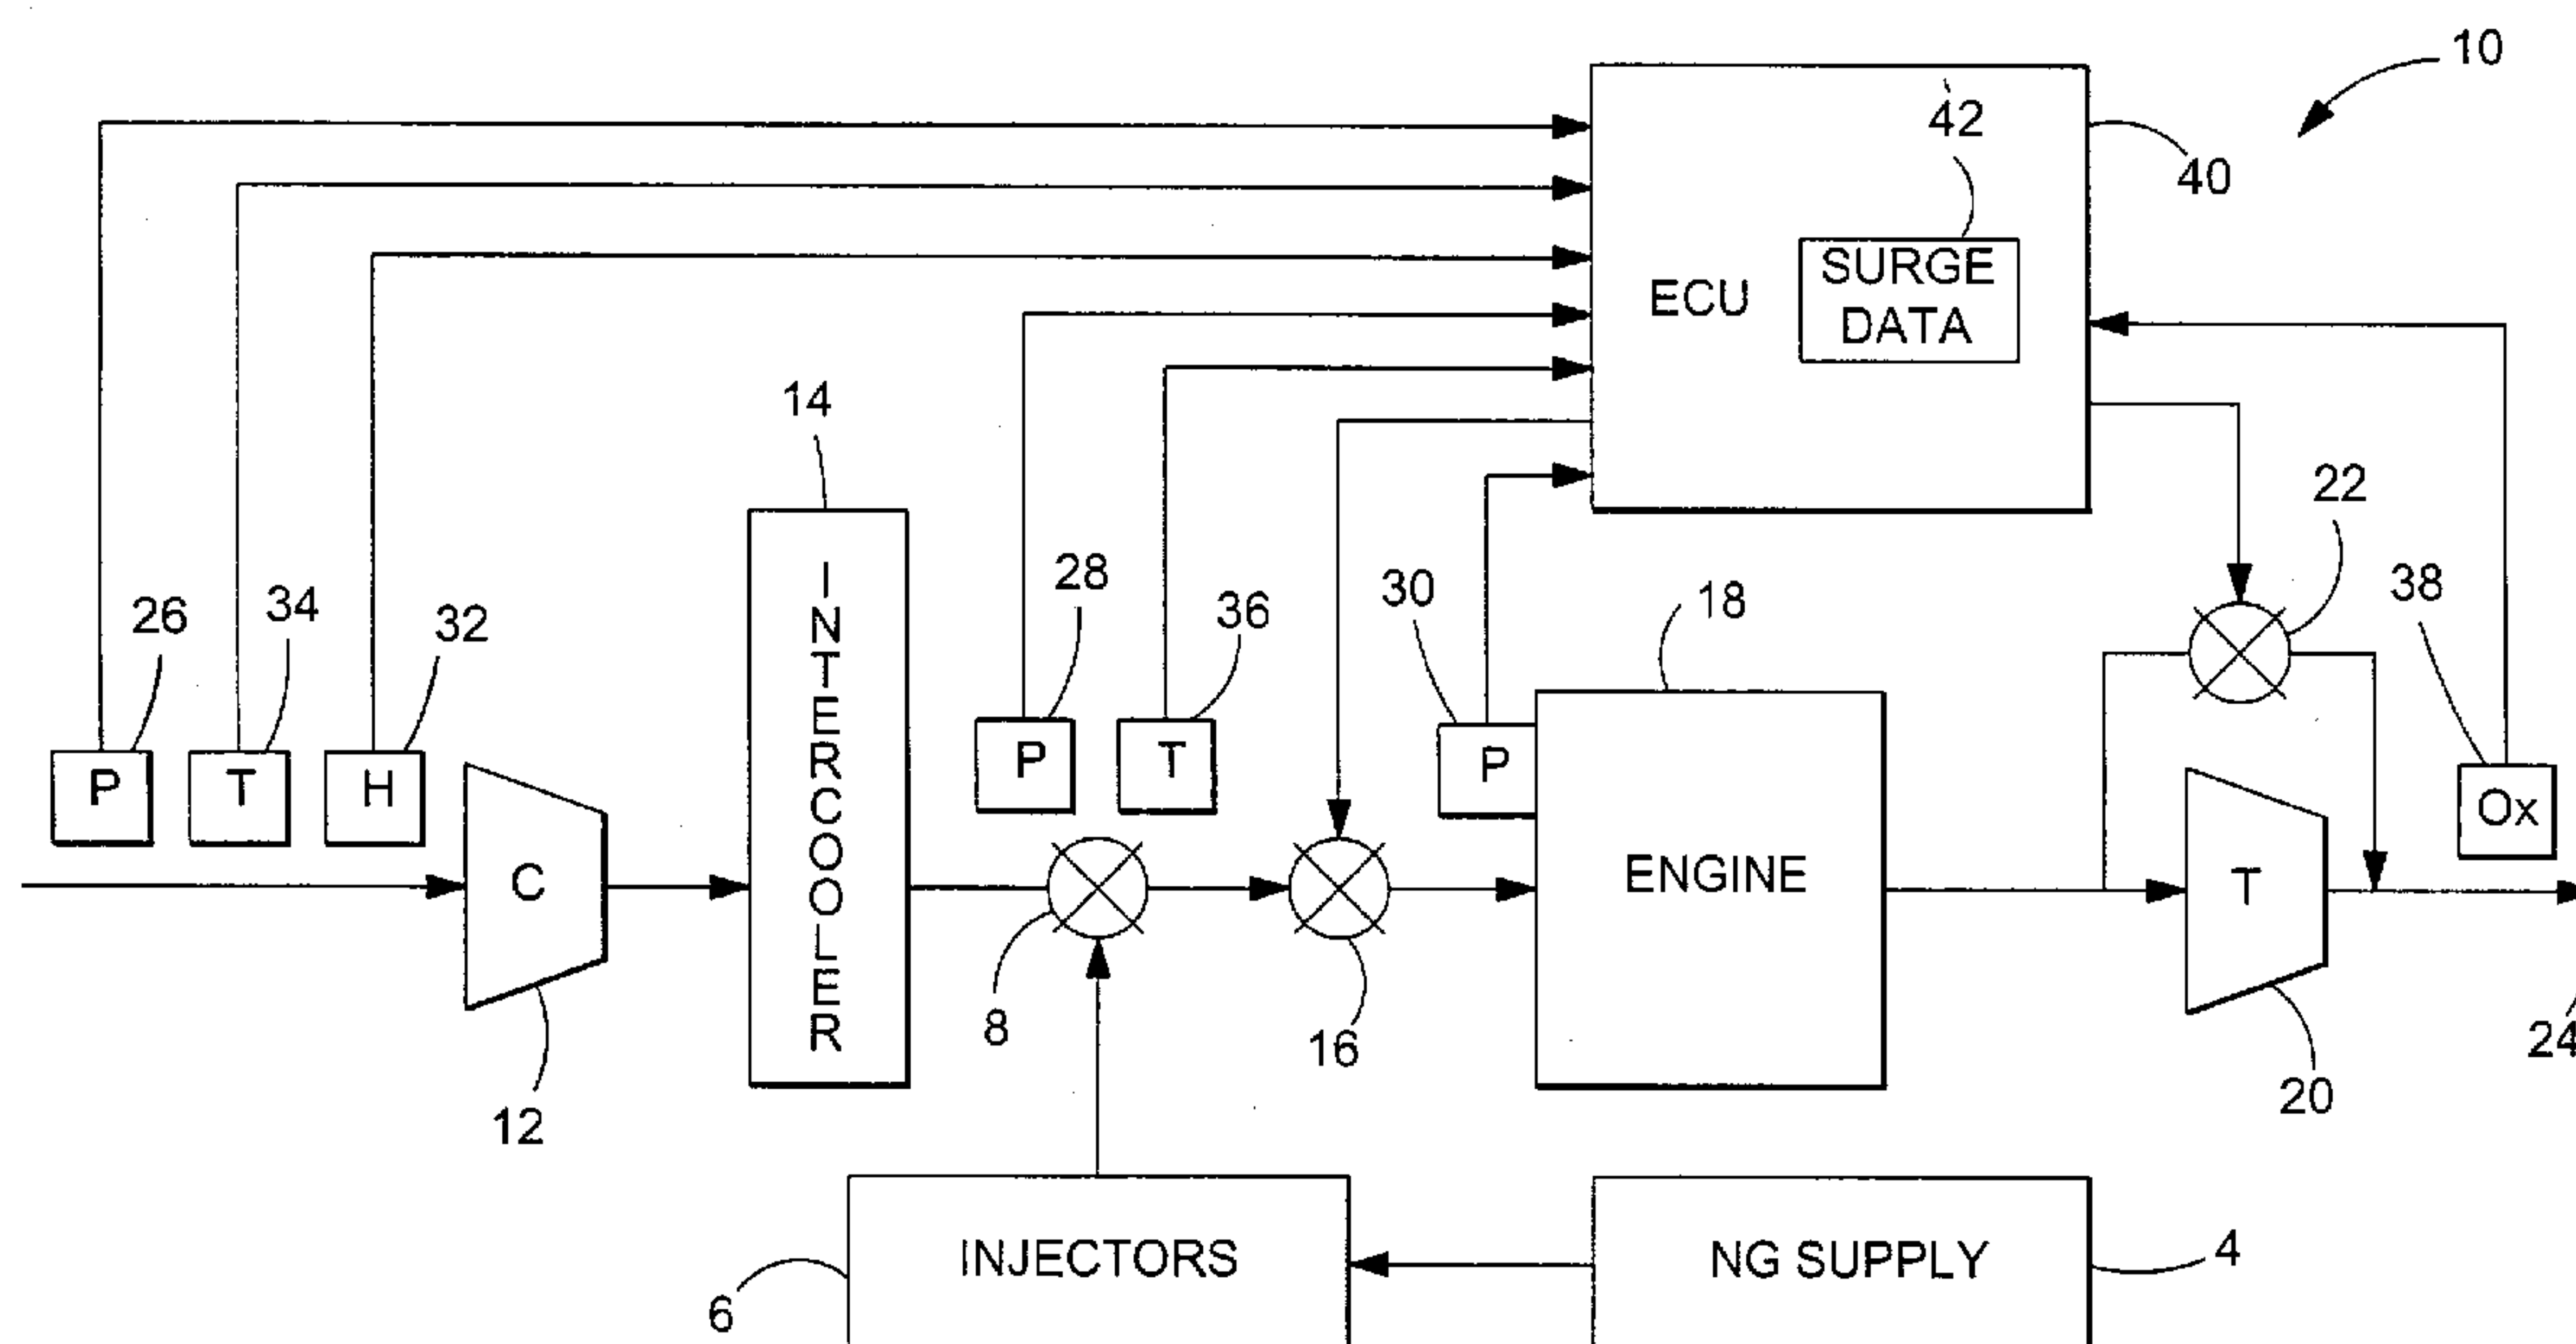 10
42
40
SURGE
DATA
ECU
14
22
28
38
30
36
18
26
34
32
INTERCOOLER
P
T
P
P
T
H
Ox
C
ENGINE
T
8
16
24
20
12
INJECTORS
NG SUPPLY
4
6